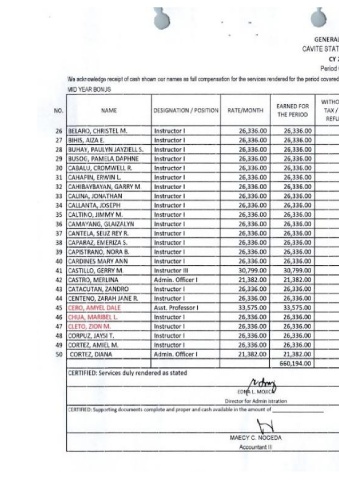 GENERAL
CAVITE STAT
CY 2
Period
We acknowledge receipt of cash shown our names as full compensation for the services rendered for the period covered
MID YEAR BONUS
NO. NAME DESIGNATION / POSITION RATE/MONTH EARNED FOR THE PERIOD WITHO TAX / REFU
26 BELARO, CHRISTEL M. Instructor I 26,336.00 26,336.00
27 BIHIS, AIZA E. Instructor I 26,336.00 26,336.00
28 BUHAY, PAULYN JAYZIELL S. Instructor I 26,336.00 26,336.00
29 BUSOG, PAMELA DAPHNE Instructor I 26,336.00 26,336.00
30 CABALU, CROMWELL R. Instructor I 26,336.00 26,336.00
31 CAHAPIN, ERWIN L. Instructor I 26,336.00 26,336.00
32 CAHIBAYBAYAN, GARRY M. Instructor I 26,336.00 26,336.00
33 CALINA, JONATHAN Instructor I 26,336.00 26,336.00
34 CALLANTA, JOSEPH Instructor I 26,336.00 26,336.00
35 CALTINO, JIMMY M. Instructor I 26,336.00 26,336.00
36 CAMAYANG, GLAIZALYN Instructor I 26,336.00 26,336.00
37 CANTELA, SEUZ REY R. Instructor I 26,336.00 26,336.00
38 CAPARAZ, EMERIZA S. Instructor I 26,336.00 26,336.00
39 CAPISTRANO, NORA B. Instructor I 26,336.00 26,336.00
40 CARDINES MARY ANN Instructor I 26,336.00 26,336.00
41 CASTILLO, GERRY M. Instructor III 30,799.00 30,799.00
42 CASTRO, MERLINA Admin. Officer I 21,382.00 21,382.00
43 CATACUTAN, ZANDRO Instructor I 26,336.00 26,336.00
44 CENTENO, ZARAH JANE R. Instructor I 26,336.00 26,336.00
45 CERO, AMYEL DALE Asst. Professor I 33,575.00 33,575.00
46 CHUA, MARIBEL L. Instructor I 26,336.00 26,336.00
47 CLETO, ZION M. Instructor I 26,336.00 26,336.00
48 CORPUZ, JAYSI T. Instructor I 26,336.00 26,336.00
49 CORTEZ, AMIEL M. Instructor I 26,336.00 26,336.00
50 CORTEZ, DIANA Admin. Officer I 21,382.00 21,382.00
660,194.00
CERTIFIED: Services duly rendered as stated
EDNA L. MOJICA
Director for Administration
CERTIFIED: Supporting documents complete and proper and cash available in the amount of
MAECY C. NOCEDA
Accountant II